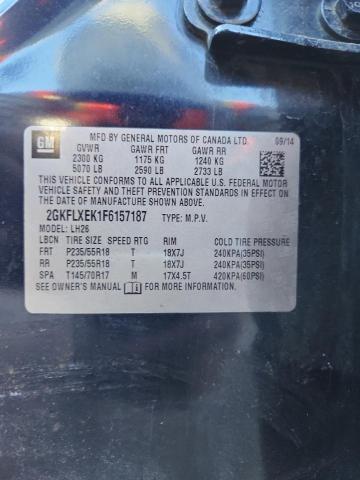 GM
MFD BY GENERAL MOTORS OF CANADA LTD. 09/14
GVWR GAWR FRT GAWR RR
2300 KG 1175 KG 1240 KG
5070 LB 2590 LB 2733 LB
THIS VEHICLE CONFORMS TO ALL APPLICABLE U.S. FEDERAL MOTOR
VEHICLE SAFETY AND THEFT PREVENTION STANDARDS IN EFFECT ON
THE DATE OF MANUFACTURE SHOWN ABOVE.
2GKFLXEK1F6157187 TYPE: M.P.V.
MODEL: LH26
LBCN TIRE SIZE SPEED RTG RIM COLD TIRE PRESSURE
FRT P235/55R18 T 18X7J 240KPA(35PSI)
RR P235/55R18 T 18X7J 240KPA(35PSI)
SPA T145/70R17 M 17X4.5T 420KPA(60PSI)
SEE OWNER'S MANUAL FOR MORE INFORMATION.